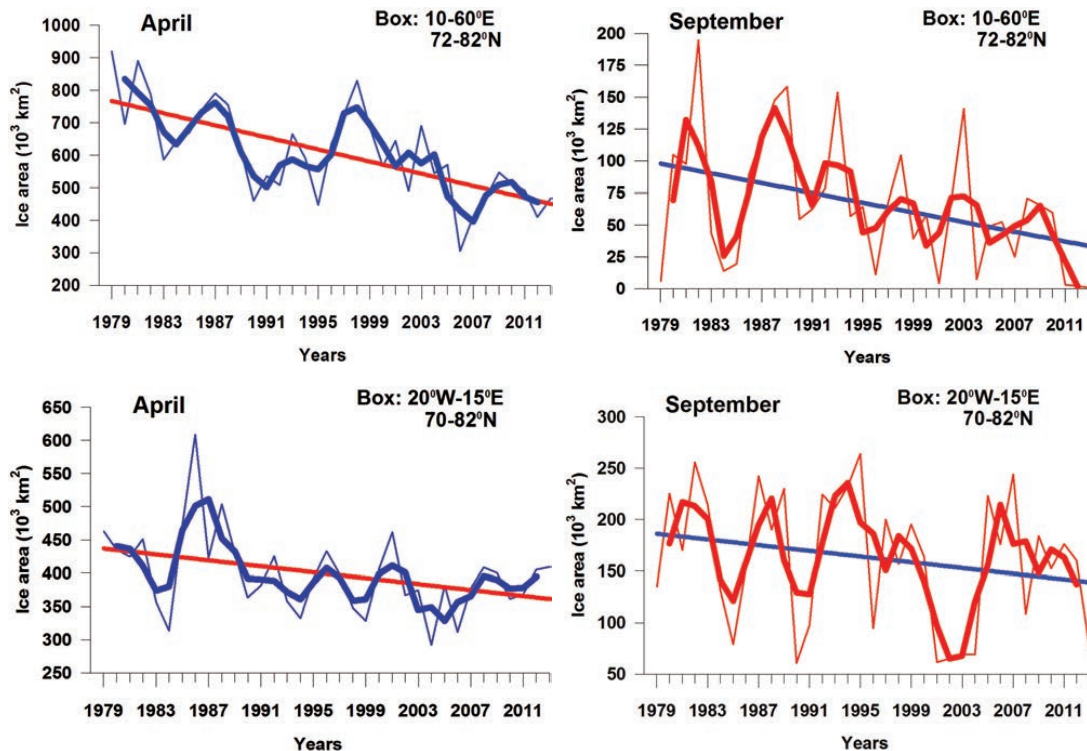 April
Box: 10-60⁰E
72-82⁰N
Ice area (10³ km²)
1000
900
800
700
600
500
400
300
200
1979 1983 1987 1991 1995 1999 2003 2007 2011
Years
September
Box: 10-60⁰E
72-82⁰N
Ice area (10³ km²)
200
175
150
125
100
75
50
25
0
1979 1983 1987 1991 1995 1999 2003 2007 2011
Years
April
Box: 20⁰W-15⁰E
70-82⁰N
Ice area (10³ km²)
650
600
550
500
450
400
350
300
250
1979 1983 1987 1991 1995 1999 2003 2007 2011
Years
September
Box: 20⁰W-15⁰E
70-82⁰N
Ice area (10³ km²)
300
250
200
150
100
50
1979 1983 1987 1991 1995 1999 2003 2007 2011
Years